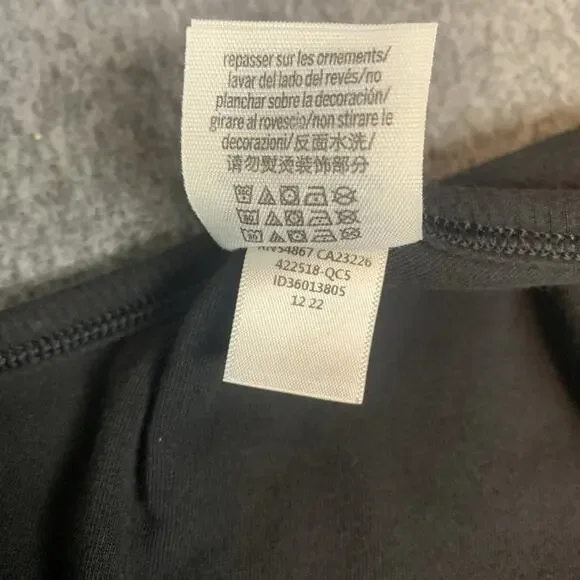 repasser sur les ornements/
lavar del lado del revés/no
planchar sobre la decoración/
girare al rovescio/non stirare le
decorazioni/反面水洗/
请勿熨烫装饰部分
RN54867 CA23226
422518-QC5
ID36013805
12 22